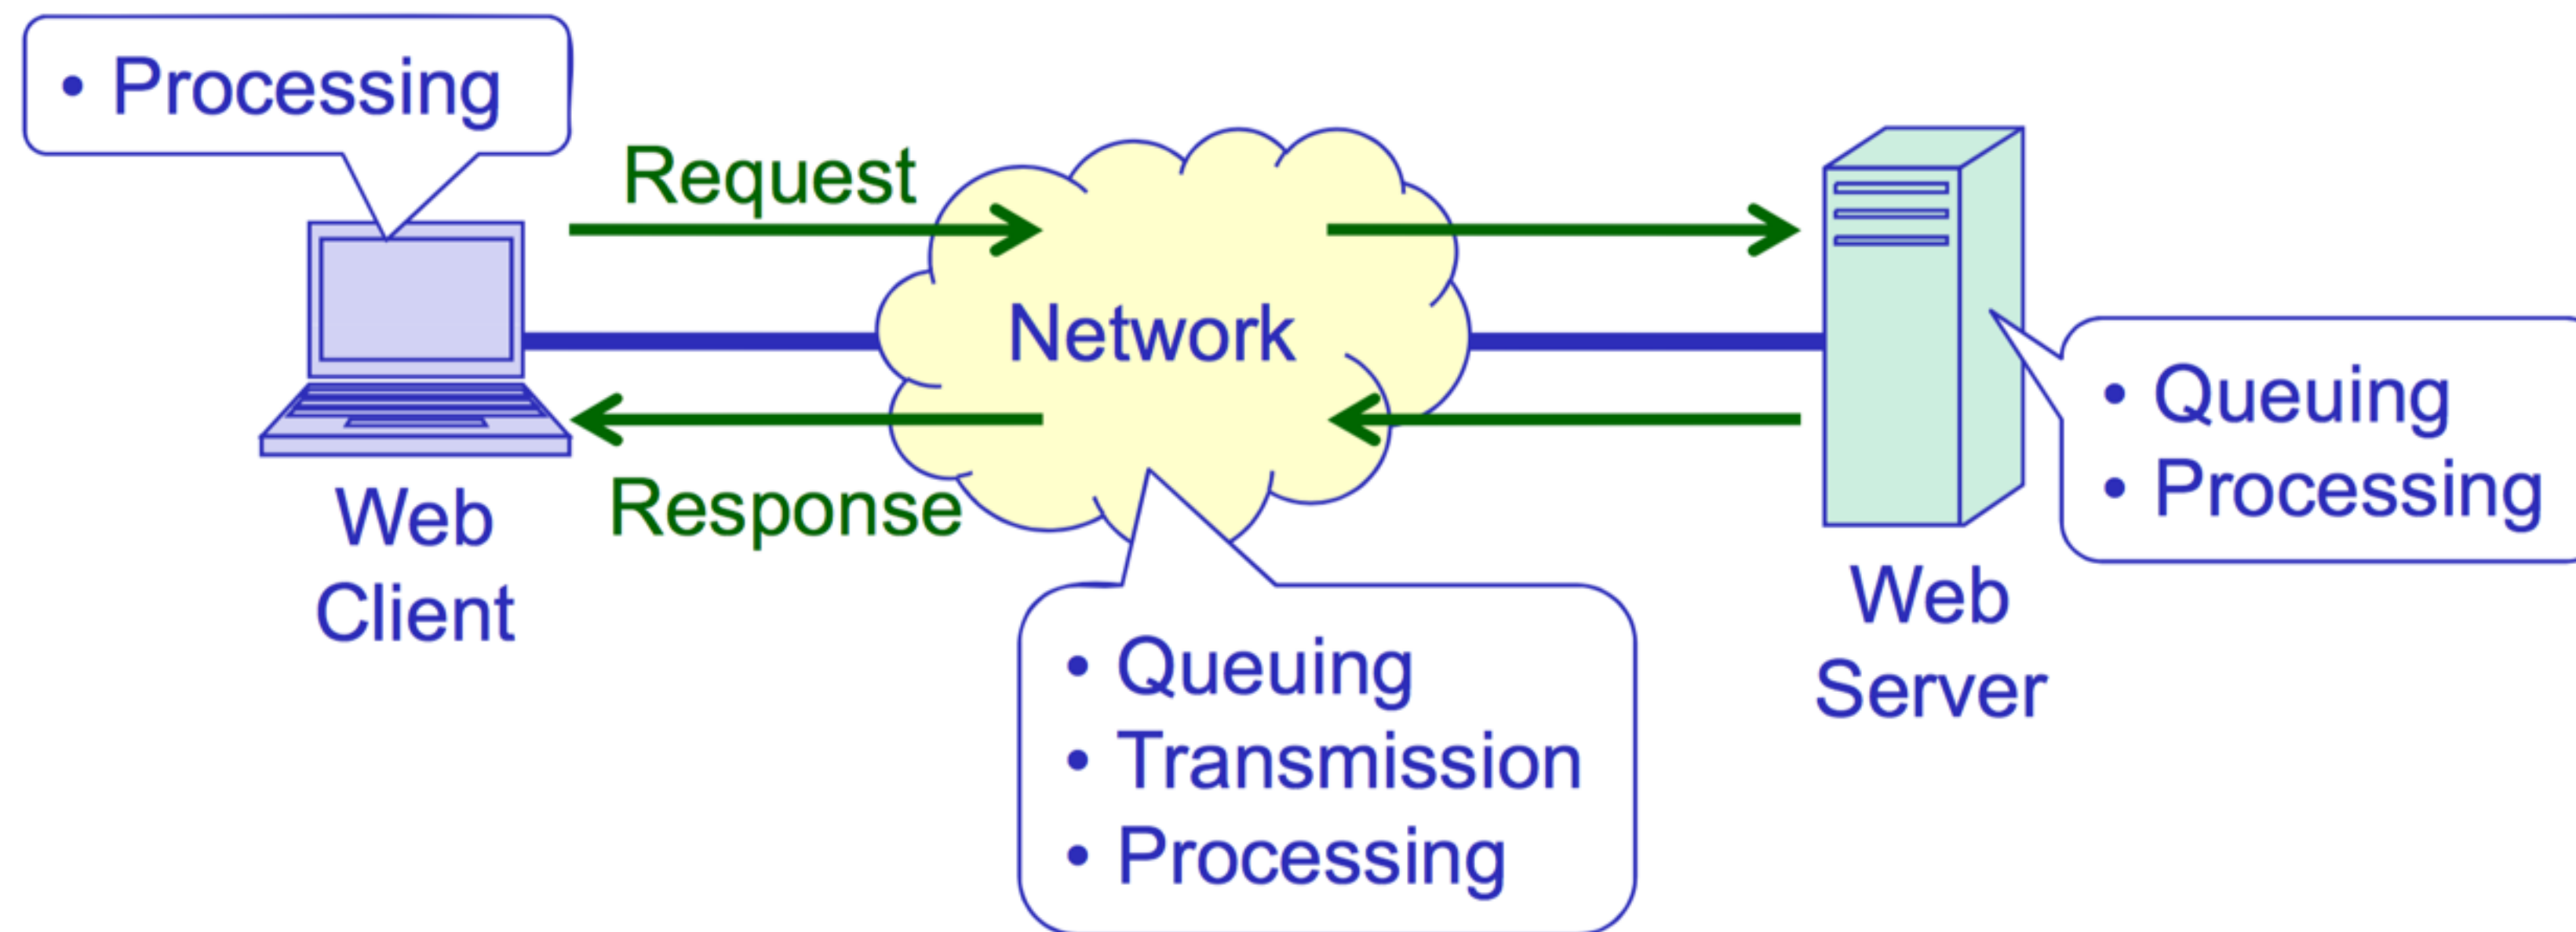 • Processing
Request
Network
Response
Web
Client
• Queuing
• Transmission
• Processing
• Queuing
• Processing
Web
Server